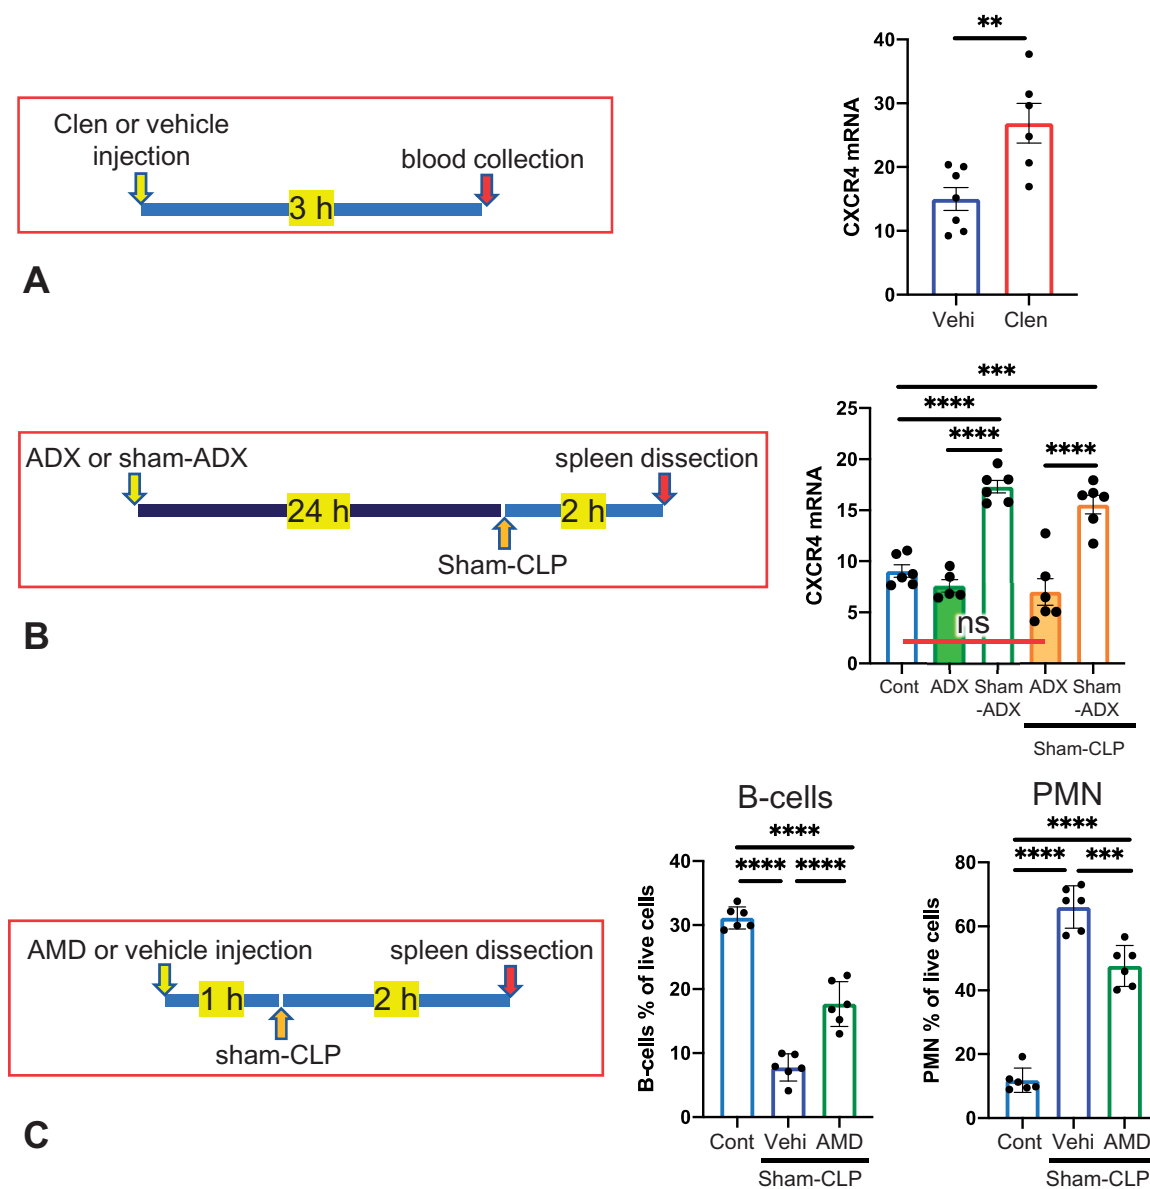 Clen or vehicle
injection
blood collection
3 h
A
**
40
30
20
10
0
CXCR4 mRNA
Vehi Clen
ADX or sham-ADX
spleen dissection
24 h
2 h
Sham-CLP
B
***
****
****
****
25
20
15
10
5
0
CXCR4 mRNA
ns
Cont ADX Sham ADX Sham
-ADX -ADX
Sham-CLP
AMD or vehicle injection
spleen dissection
1 h
2 h
sham-CLP
C
B-cells
****
**** ****
40
30
20
10
0
B-cells % of live cells
Cont Vehi AMD
Sham-CLP
PMN
****
**** ***
80
60
40
20
0
PMN % of live cells
Cont Vehi AMD
Sham-CLP